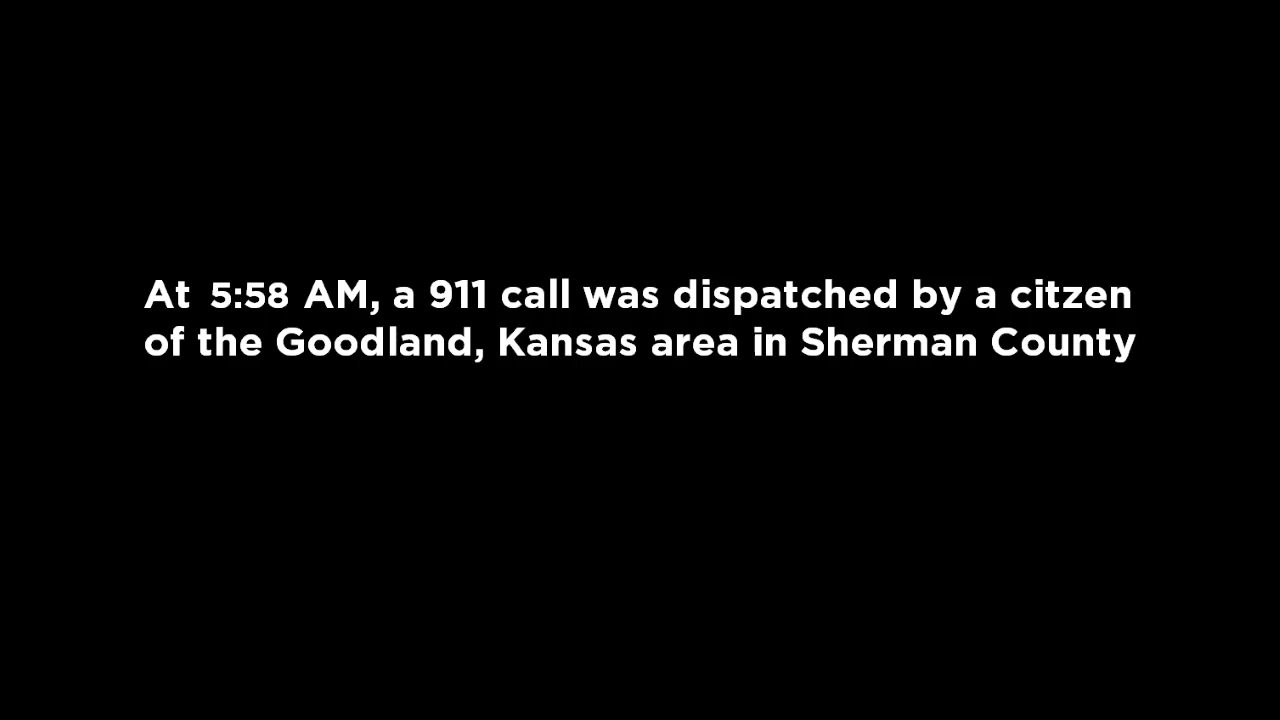 At 5:58 AM, a 911 call was dispatched by a citzen
of the Goodland, Kansas area in Sherman County